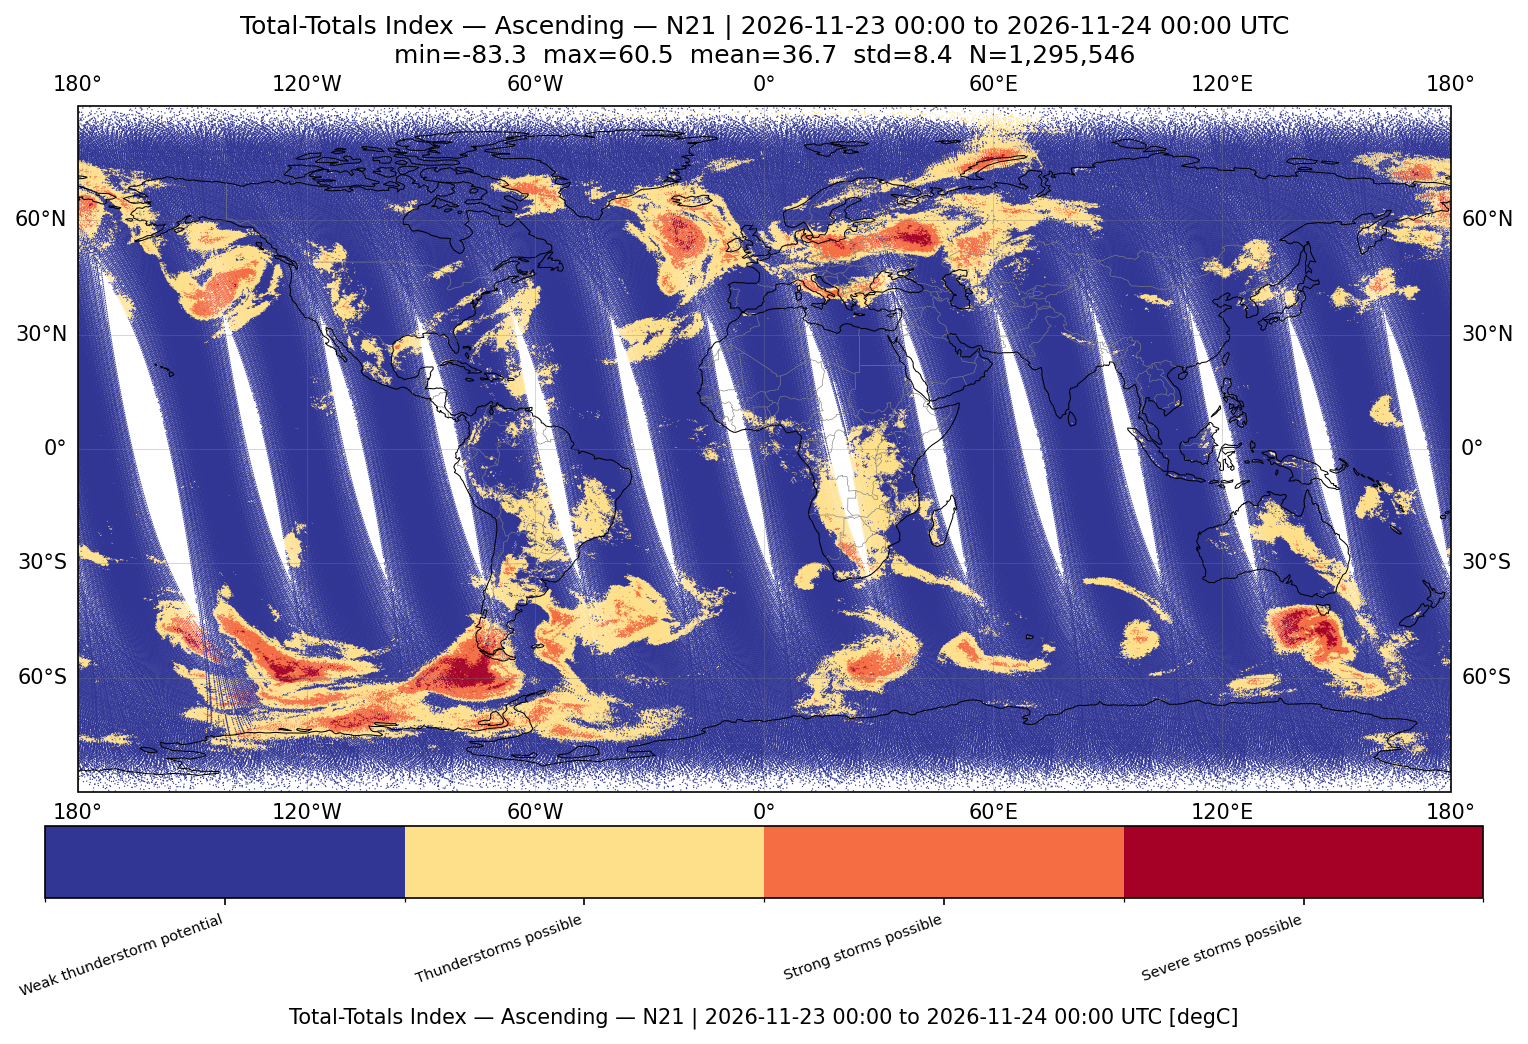 Total-Totals Index — Ascending — N21 | 2026-11-23 00:00 to 2026-11-24 00:00 UTC
min=-83.3  max=60.5  mean=36.7  std=8.4  N=1,295,546
180° 120°W 60°W 0° 60°E 120°E 180°
60°N 60°N
30°N 30°N
0° 0°
30°S 30°S
60°S 60°S
180° 120°W 60°W 0° 60°E 120°E 180°
Weak thunderstorm potential
Thunderstorms possible
Strong storms possible
Severe storms possible
Total-Totals Index — Ascending — N21 | 2026-11-23 00:00 to 2026-11-24 00:00 UTC [degC]